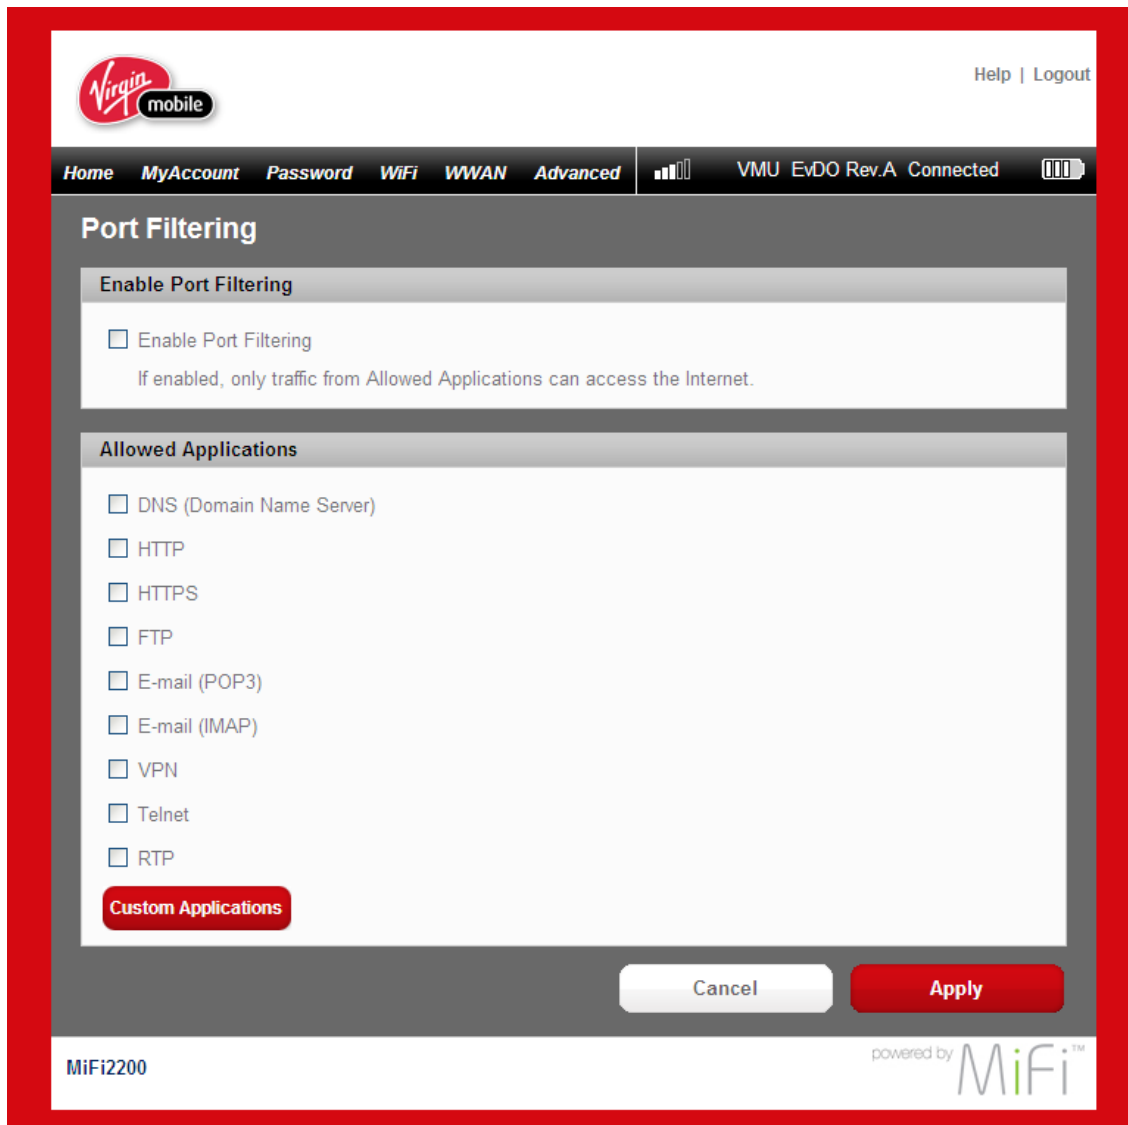 Virgin
mobile
Help | Logout
Home MyAccount Password WiFi WWAN Advanced VMU EvDO Rev.A Connected
Port Filtering
Enable Port Filtering
Enable Port Filtering
If enabled, only traffic from Allowed Applications can access the Internet.
Allowed Applications
DNS (Domain Name Server)
HTTP
HTTPS
FTP
E-mail (POP3)
E-mail (IMAP)
VPN
Telnet
RTP
Custom Applications
Cancel Apply
MiFi2200 powered by MiFi™